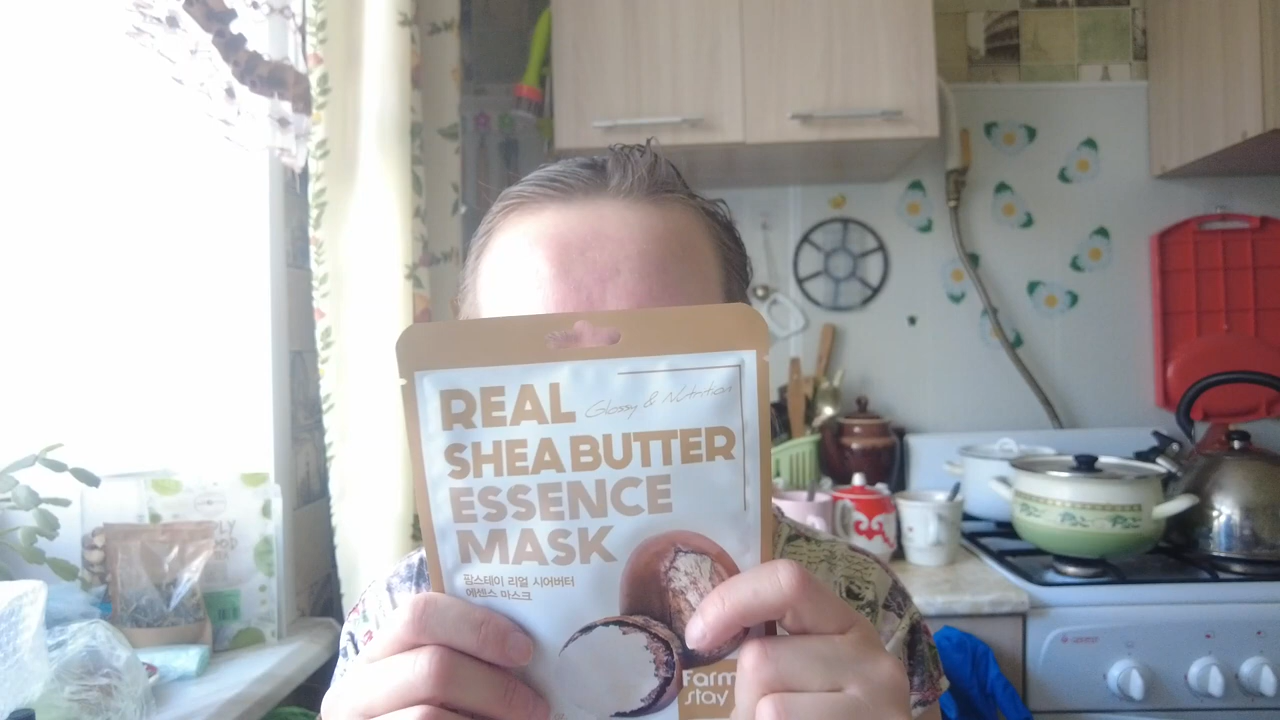 REAL
Glossy & Nutrition
SHEA BUTTER
ESSENCE
MASK
팜스테이 리얼 시어버터
에센스 마스크
Farm
stay